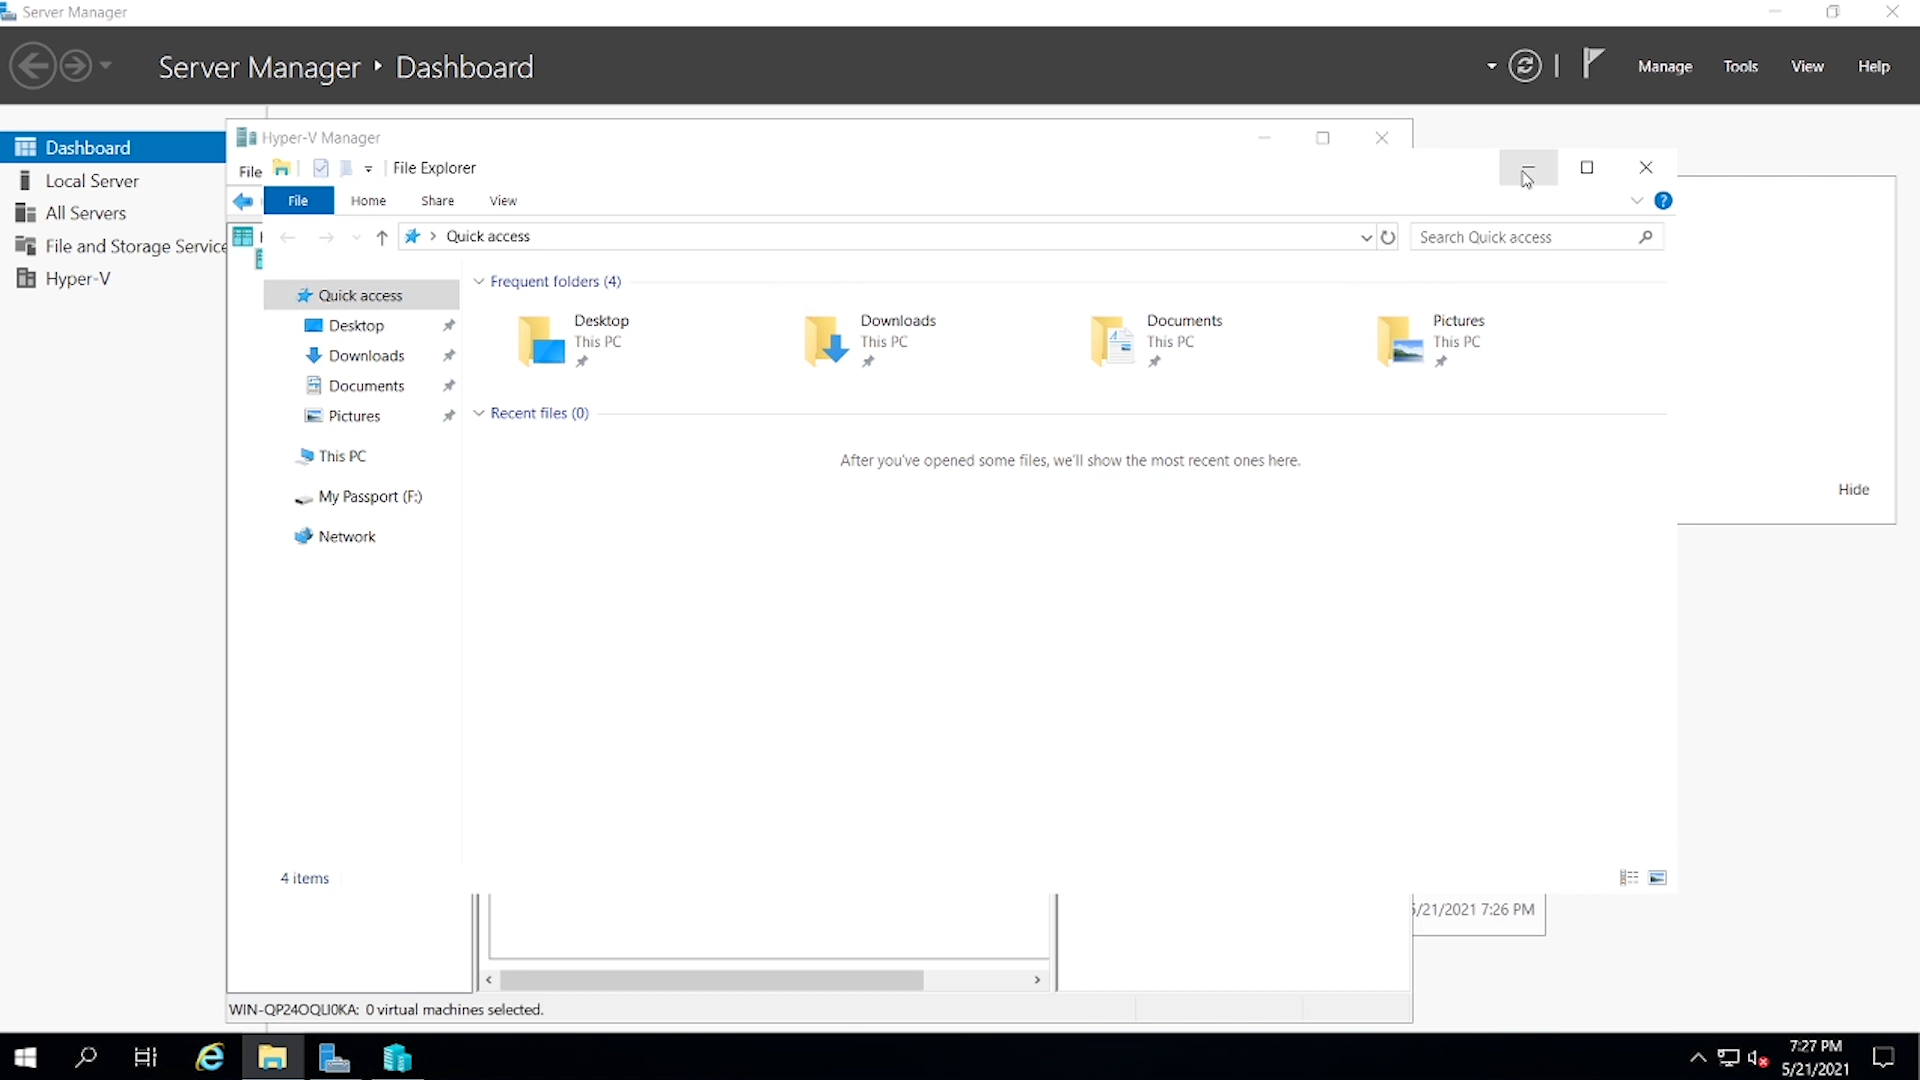 Server Manager
Server Manager ‣ Dashboard
Manage Tools View Help
Dashboard
Local Server
All Servers
File and Storage Service
Hyper-V
Hyper-V Manager
File
File Explorer
File Home Share View
Quick access
Search Quick access
Quick access
Desktop
Downloads
Documents
Pictures
This PC
My Passport (F:)
Network
Frequent folders (4)
Desktop
This PC
Downloads
This PC
Documents
This PC
Pictures
This PC
Recent files (0)
After you've opened some files, we'll show the most recent ones here.
4 items
Hide
5/21/2021 7:26 PM
WIN-QP24OQLI0KA: 0 virtual machines selected.
7:27 PM
5/21/2021